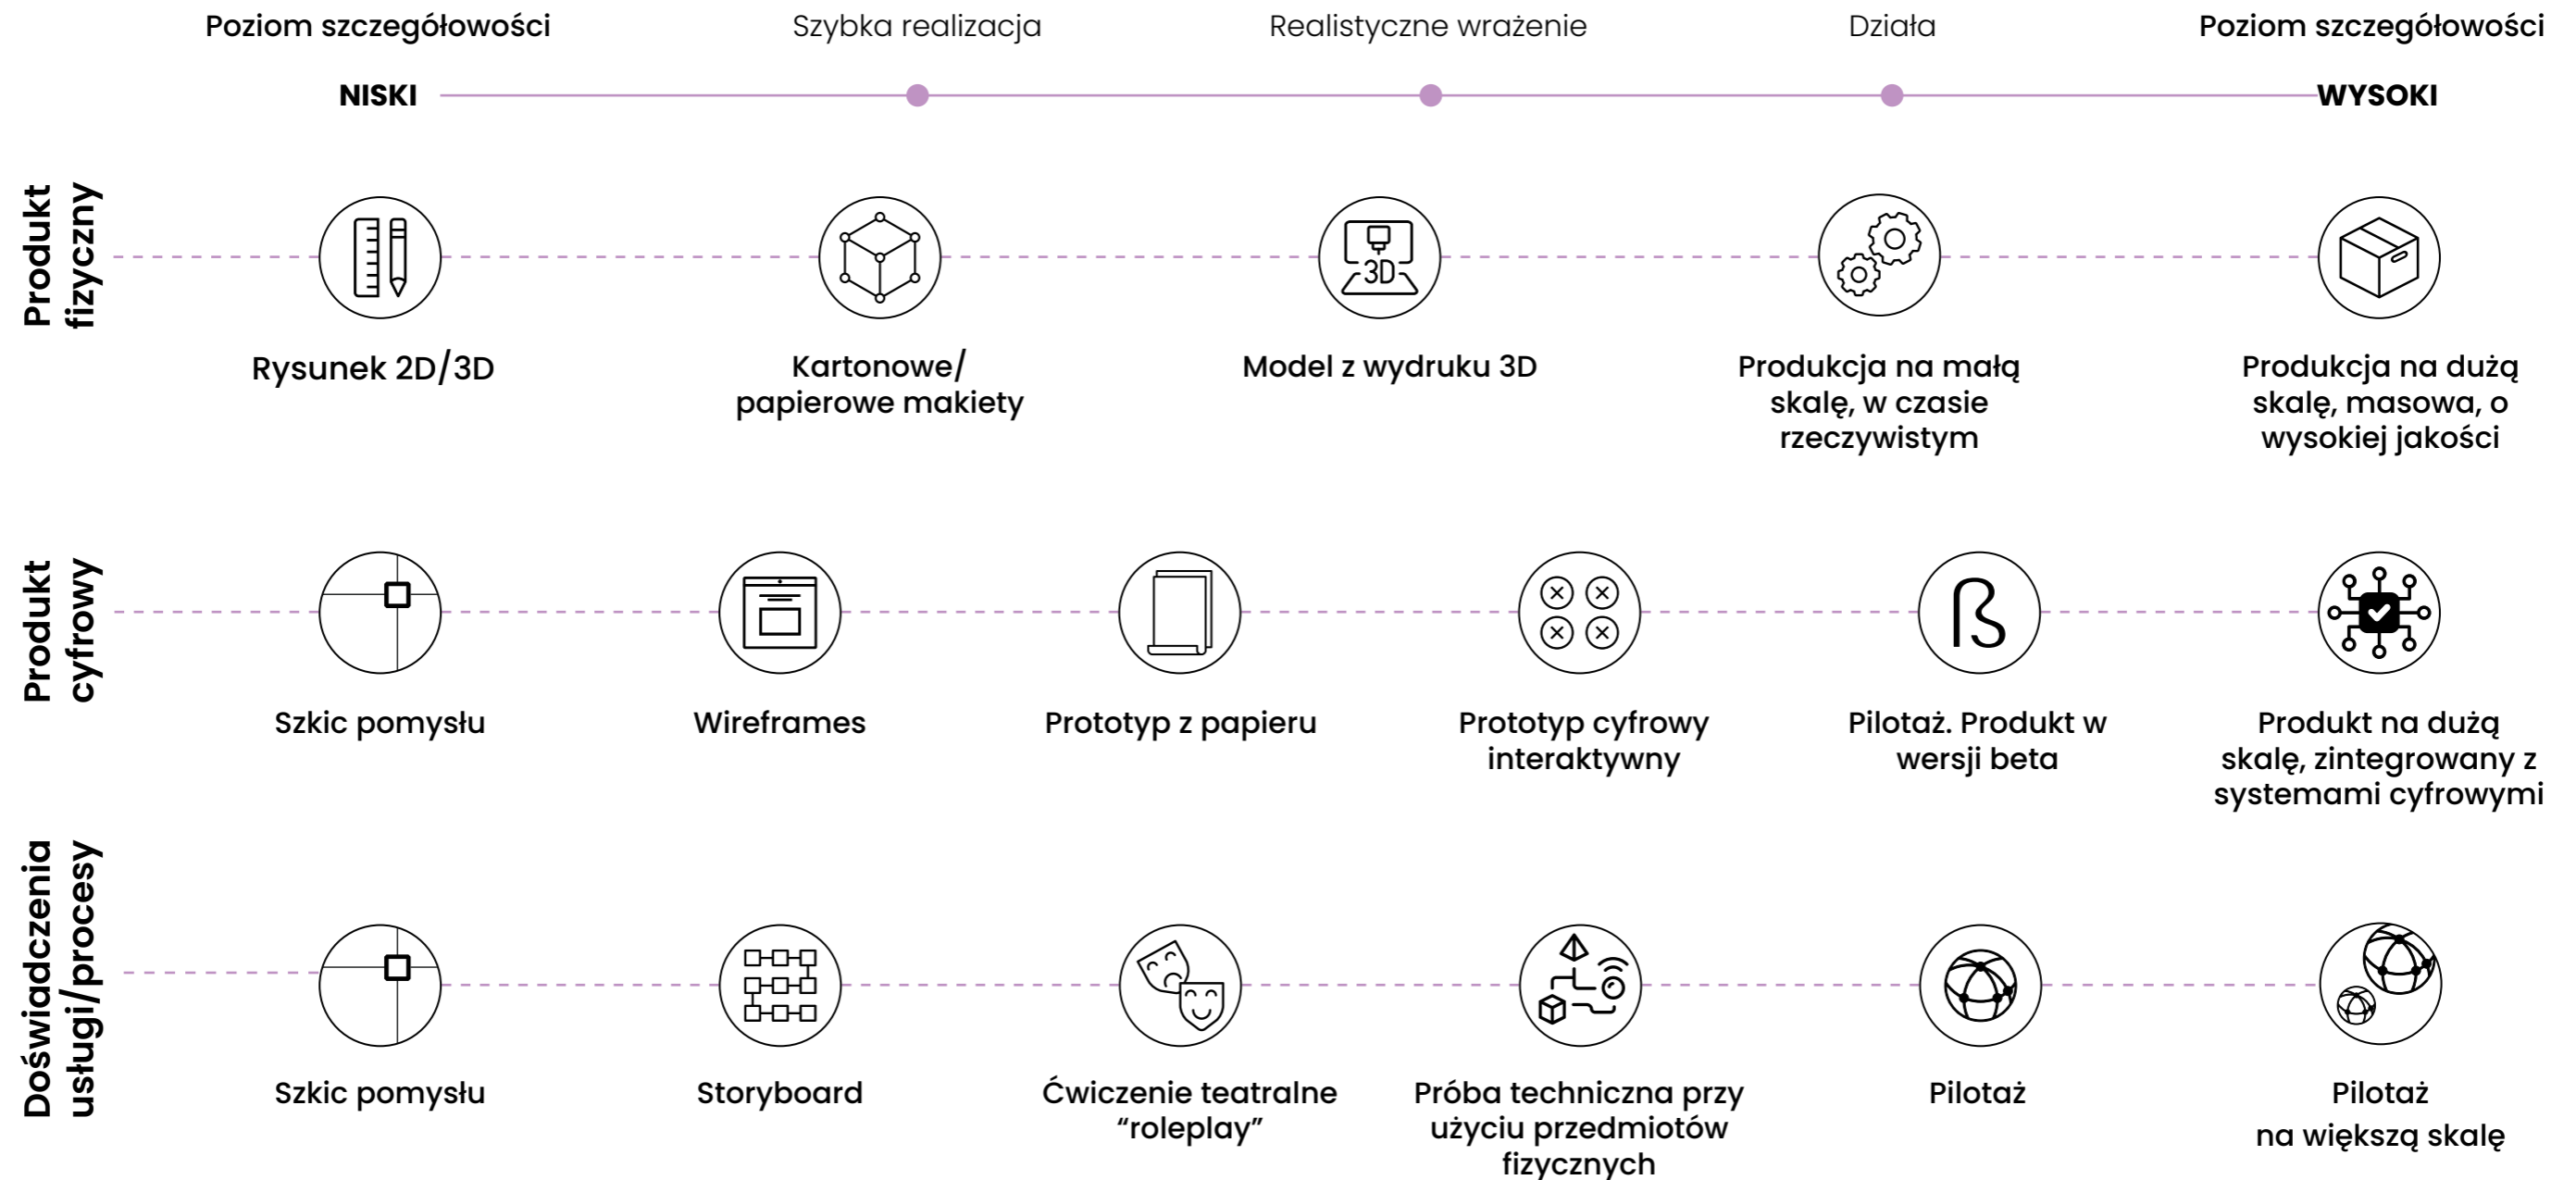 Poziom szczegółowości
Szybka realizacja
Realistyczne wrażenie
Działa
Poziom szczegółowości
NISKI
WYSOKI
Produkt
fizyczny
3D
Rysunek 2D/3D
Kartonowe/
papierowe makiety
Model z wydruku 3D
Produkcja na małą
skalę, w czasie
rzeczywistym
Produkcja na dużą
skalę, masowa, o
wysokiej jakości
Produkt
cyfrowy
ß
Szkic pomysłu
Wireframes
Prototyp z papieru
Prototyp cyfrowy
interaktywny
Pilotaż. Produkt w
wersji beta
Produkt na dużą
skalę, zintegrowany z
systemami cyfrowymi
Doświadczenia
usługi/procesy
Szkic pomysłu
Storyboard
Ćwiczenie teatralne
“roleplay”
Próba techniczna przy
użyciu przedmiotów
fizycznych
Pilotaż
Pilotaż
na większą skalę